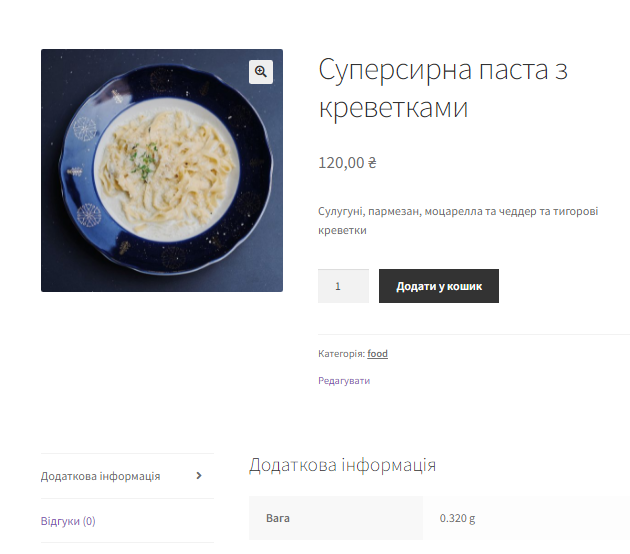 Суперсирна паста з
креветками
120,00 ₴
Сулугуні, пармезан, моцарелла та чеддер та тигорові
креветки
1
Додати у кошик
Категорія: food
Редагувати
Додаткова інформація
Відгуки (0)
Додаткова інформація
Вага 0.320 g